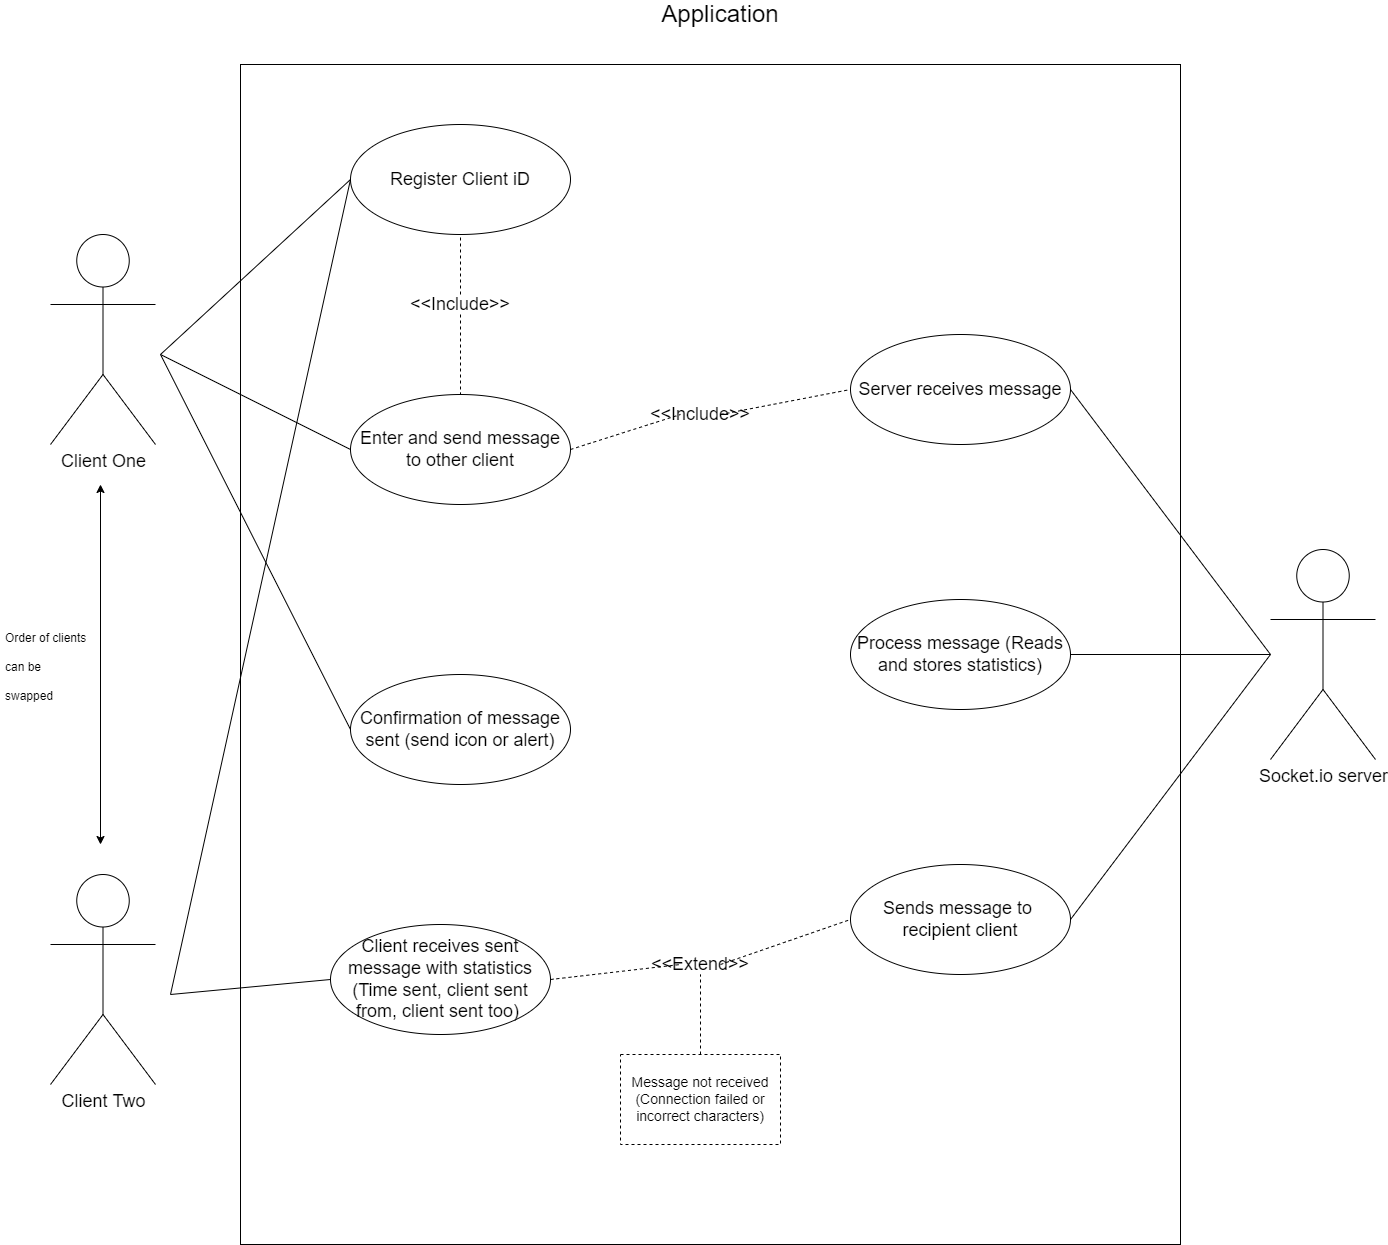 Application
Register Client iD
<<Include>>
Client One
Enter and send message
to other client
<<Include>>
Server receives message
Order of clients
can be
swapped
Process message (Reads
and stores statistics)
Socket.io server
Confirmation of message
sent (send icon or alert)
Client Two
Client receives sent
message with statistics
(Time sent, client sent
from, client sent too)
<<Extend>>
Sends message to
recipient client
Message not received
(Connection failed or
incorrect characters)